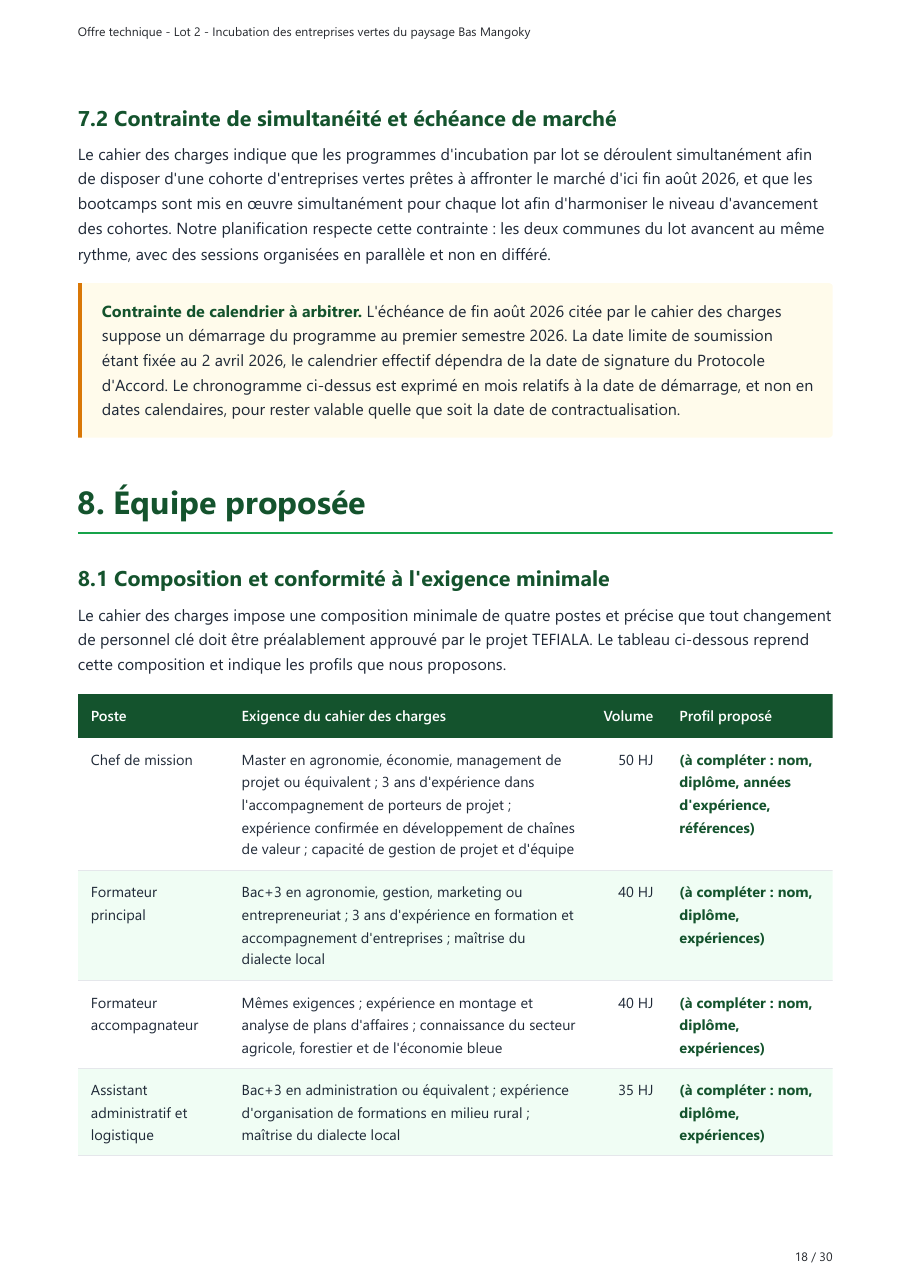 Offre technique - Lot 2 - Incubation des entreprises vertes du paysage Bas Mangoky
7.2 Contrainte de simultanéité et échéance de marché
Le cahier des charges indique que les programmes d'incubation par lot se déroulent simultanément afin
de disposer d'une cohorte d'entreprises vertes prêtes à affronter le marché d'ici fin août 2026, et que les
bootcamps sont mis en œuvre simultanément pour chaque lot afin d'harmoniser le niveau d'avancement
des cohortes. Notre planification respecte cette contrainte : les deux communes du lot avancent au même
rythme, avec des sessions organisées en parallèle et non en différé.
Contrainte de calendrier à arbitrer. L'échéance de fin août 2026 citée par le cahier des charges
suppose un démarrage du programme au premier semestre 2026. La date limite de soumission
étant fixée au 2 avril 2026, le calendrier effectif dépendra de la date de signature du Protocole
d'Accord. Le chronogramme ci-dessus est exprimé en mois relatifs à la date de démarrage, et non en
dates calendaires, pour rester valable quelle que soit la date de contractualisation.
8. Équipe proposée
8.1 Composition et conformité à l'exigence minimale
Le cahier des charges impose une composition minimale de quatre postes et précise que tout changement
de personnel clé doit être préalablement approuvé par le projet TEFIALA. Le tableau ci-dessous reprend
cette composition et indique les profils que nous proposons.
Poste Exigence du cahier des charges Volume Profil proposé
Chef de mission Master en agronomie, économie, management de 50 HJ (à compléter : nom,
projet ou équivalent ; 3 ans d'expérience dans diplôme, années
l'accompagnement de porteurs de projet ; d'expérience,
expérience confirmée en développement de chaînes références)
de valeur ; capacité de gestion de projet et d'équipe
Formateur Bac+3 en agronomie, gestion, marketing ou 40 HJ (à compléter : nom,
principal entrepreneuriat ; 3 ans d'expérience en formation et diplôme,
accompagnement d'entreprises ; maîtrise du expériences)
dialecte local
Formateur Mêmes exigences ; expérience en montage et 40 HJ (à compléter : nom,
accompagnateur analyse de plans d'affaires ; connaissance du secteur diplôme,
agricole, forestier et de l'économie bleue expériences)
Assistant Bac+3 en administration ou équivalent ; expérience 35 HJ (à compléter : nom,
administratif et d'organisation de formations en milieu rural ; diplôme,
logistique maîtrise du dialecte local expériences)
18 / 30